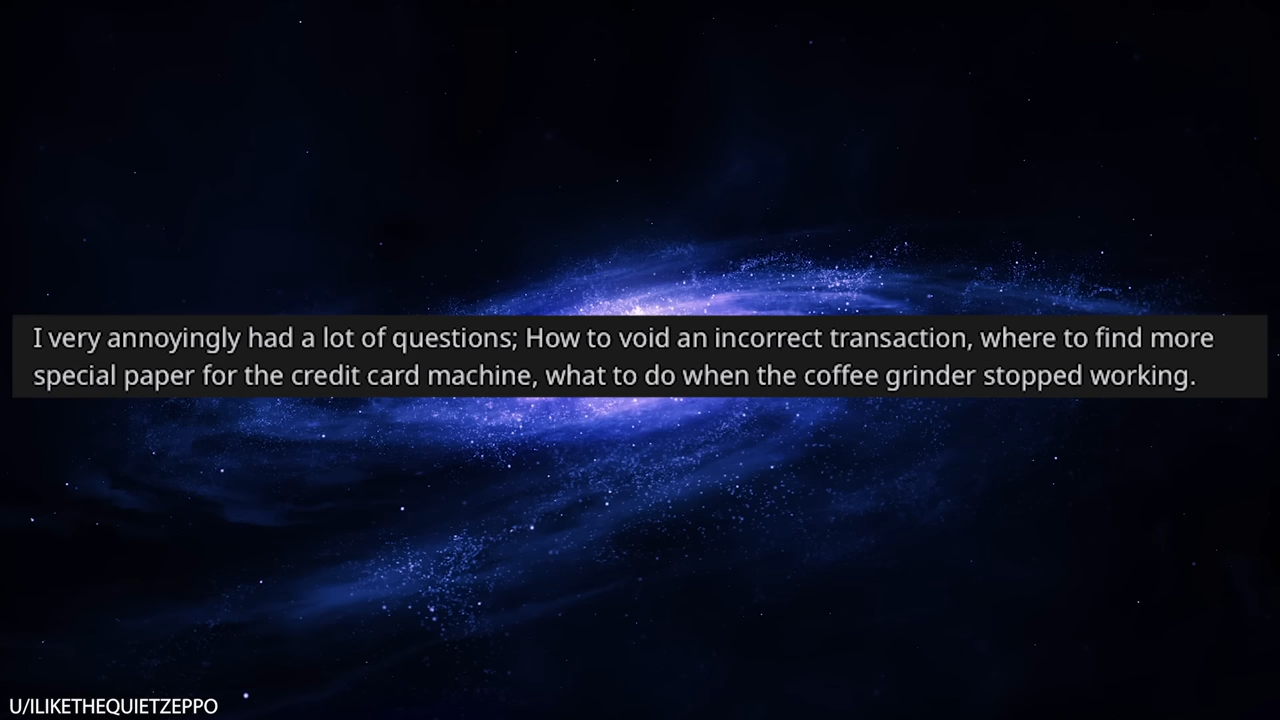 I very annoyingly had a lot of questions; How to void an incorrect transaction, where to find more
special paper for the credit card machine, what to do when the coffee grinder stopped working.
U/ILIKETHEQUIETZEPPO